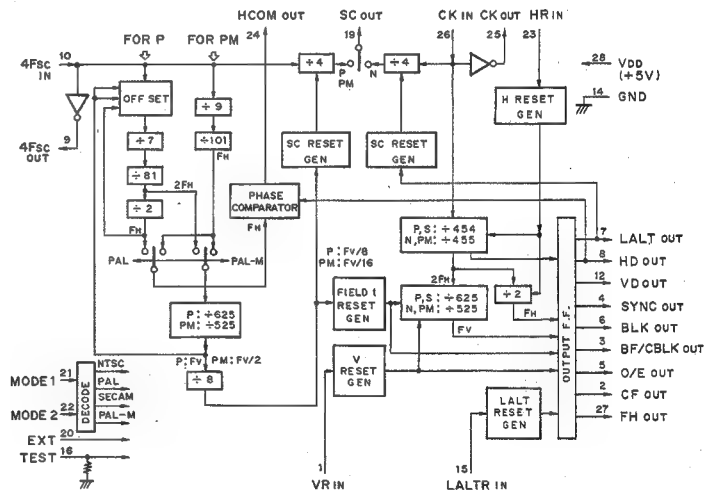 HCOM OUT
SC OUT
CK IN CK OUT HR IN
24
19
26
25
23
FOR P
FOR PM
10
4Fsc
IN
÷4
P
PM
N
÷4
28
VDD
(+5V)
14
GND
OFF SET
÷9
H RESET
GEN
9
4Fsc
OUT
÷7
÷101
SC RESET
GEN
SC RESET
GEN
FH
÷81
2FH
÷2
PHASE
COMPARATOR
FH
FH
7
LALT OUT
P,S: ÷454
N,PM: ÷455
8
HD OUT
PAL
PAL-M
P: FV/8
PM: FV/16
12
VD OUT
2FH
÷2
4
SYNC OUT
P: ÷625
PM: ÷525
FIELD 1
RESET
GEN
P,S: ÷625
N,PM: ÷525
FH
6
BLK OUT
FV
3
BF/CBLK OUT
P: FV
PM: FV/2
OUTPUT F.F.
5
O/E OUT
NTSC
÷8
V
RESET
GEN
MODE 1
21
PAL
2
CF OUT
DECODE
SECAM
LALT
RESET
GEN
MODE 2
22
PAL-M
27
FH OUT
EXT
20
TEST
16
1
VR IN
15
LALTR IN